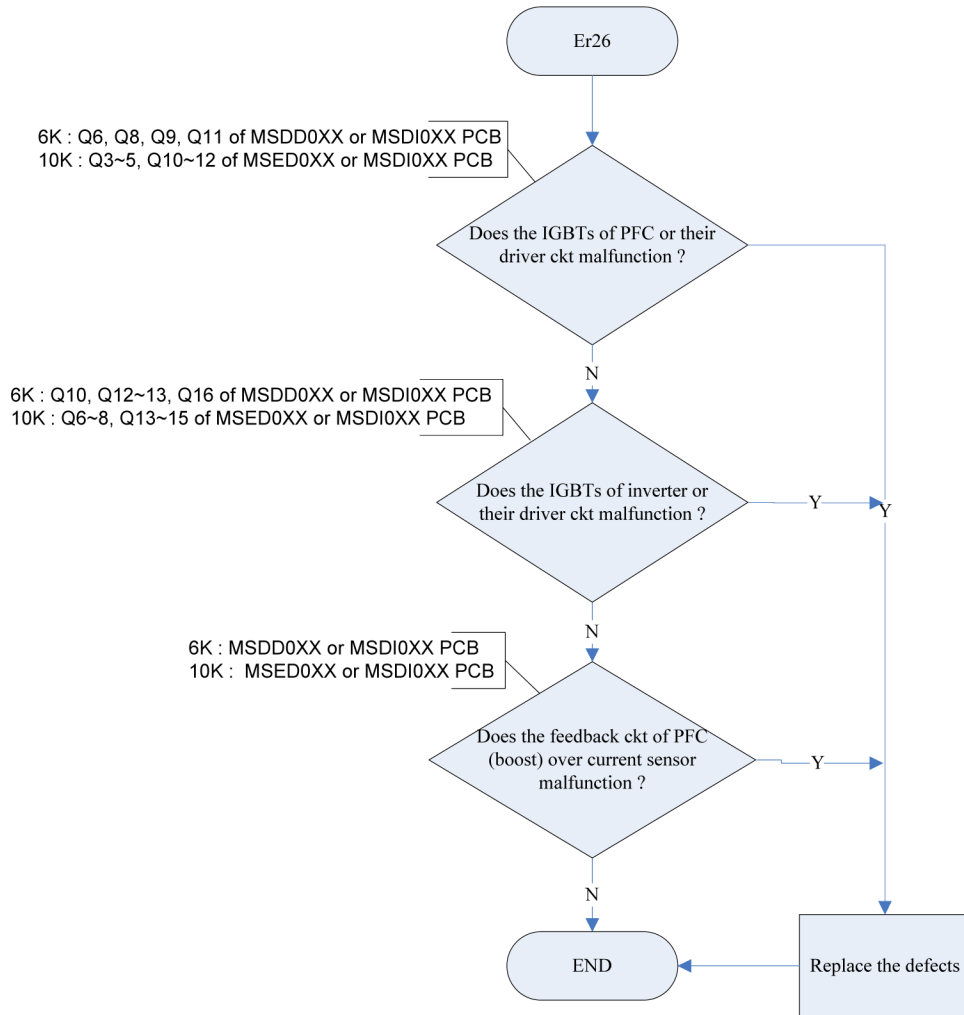 Er26
6K : Q6, Q8, Q9, Q11 of MSDD0XX or MSDI0XX PCB
10K : Q3~5, Q10~12 of MSED0XX or MSDI0XX PCB
Does the IGBTs of PFC or their
driver ckt malfunction ?
N
6K : Q10, Q12~13, Q16 of MSDD0XX or MSDI0XX PCB
10K : Q6~8, Q13~15 of MSED0XX or MSDI0XX PCB
Does the IGBTs of inverter or
their driver ckt malfunction ?
Y
Y
N
6K : MSDD0XX or MSDI0XX PCB
10K :  MSED0XX or MSDI0XX PCB
Does the feedback ckt of PFC
(boost) over current sensor
malfunction ?
Y
N
END
Replace the defects